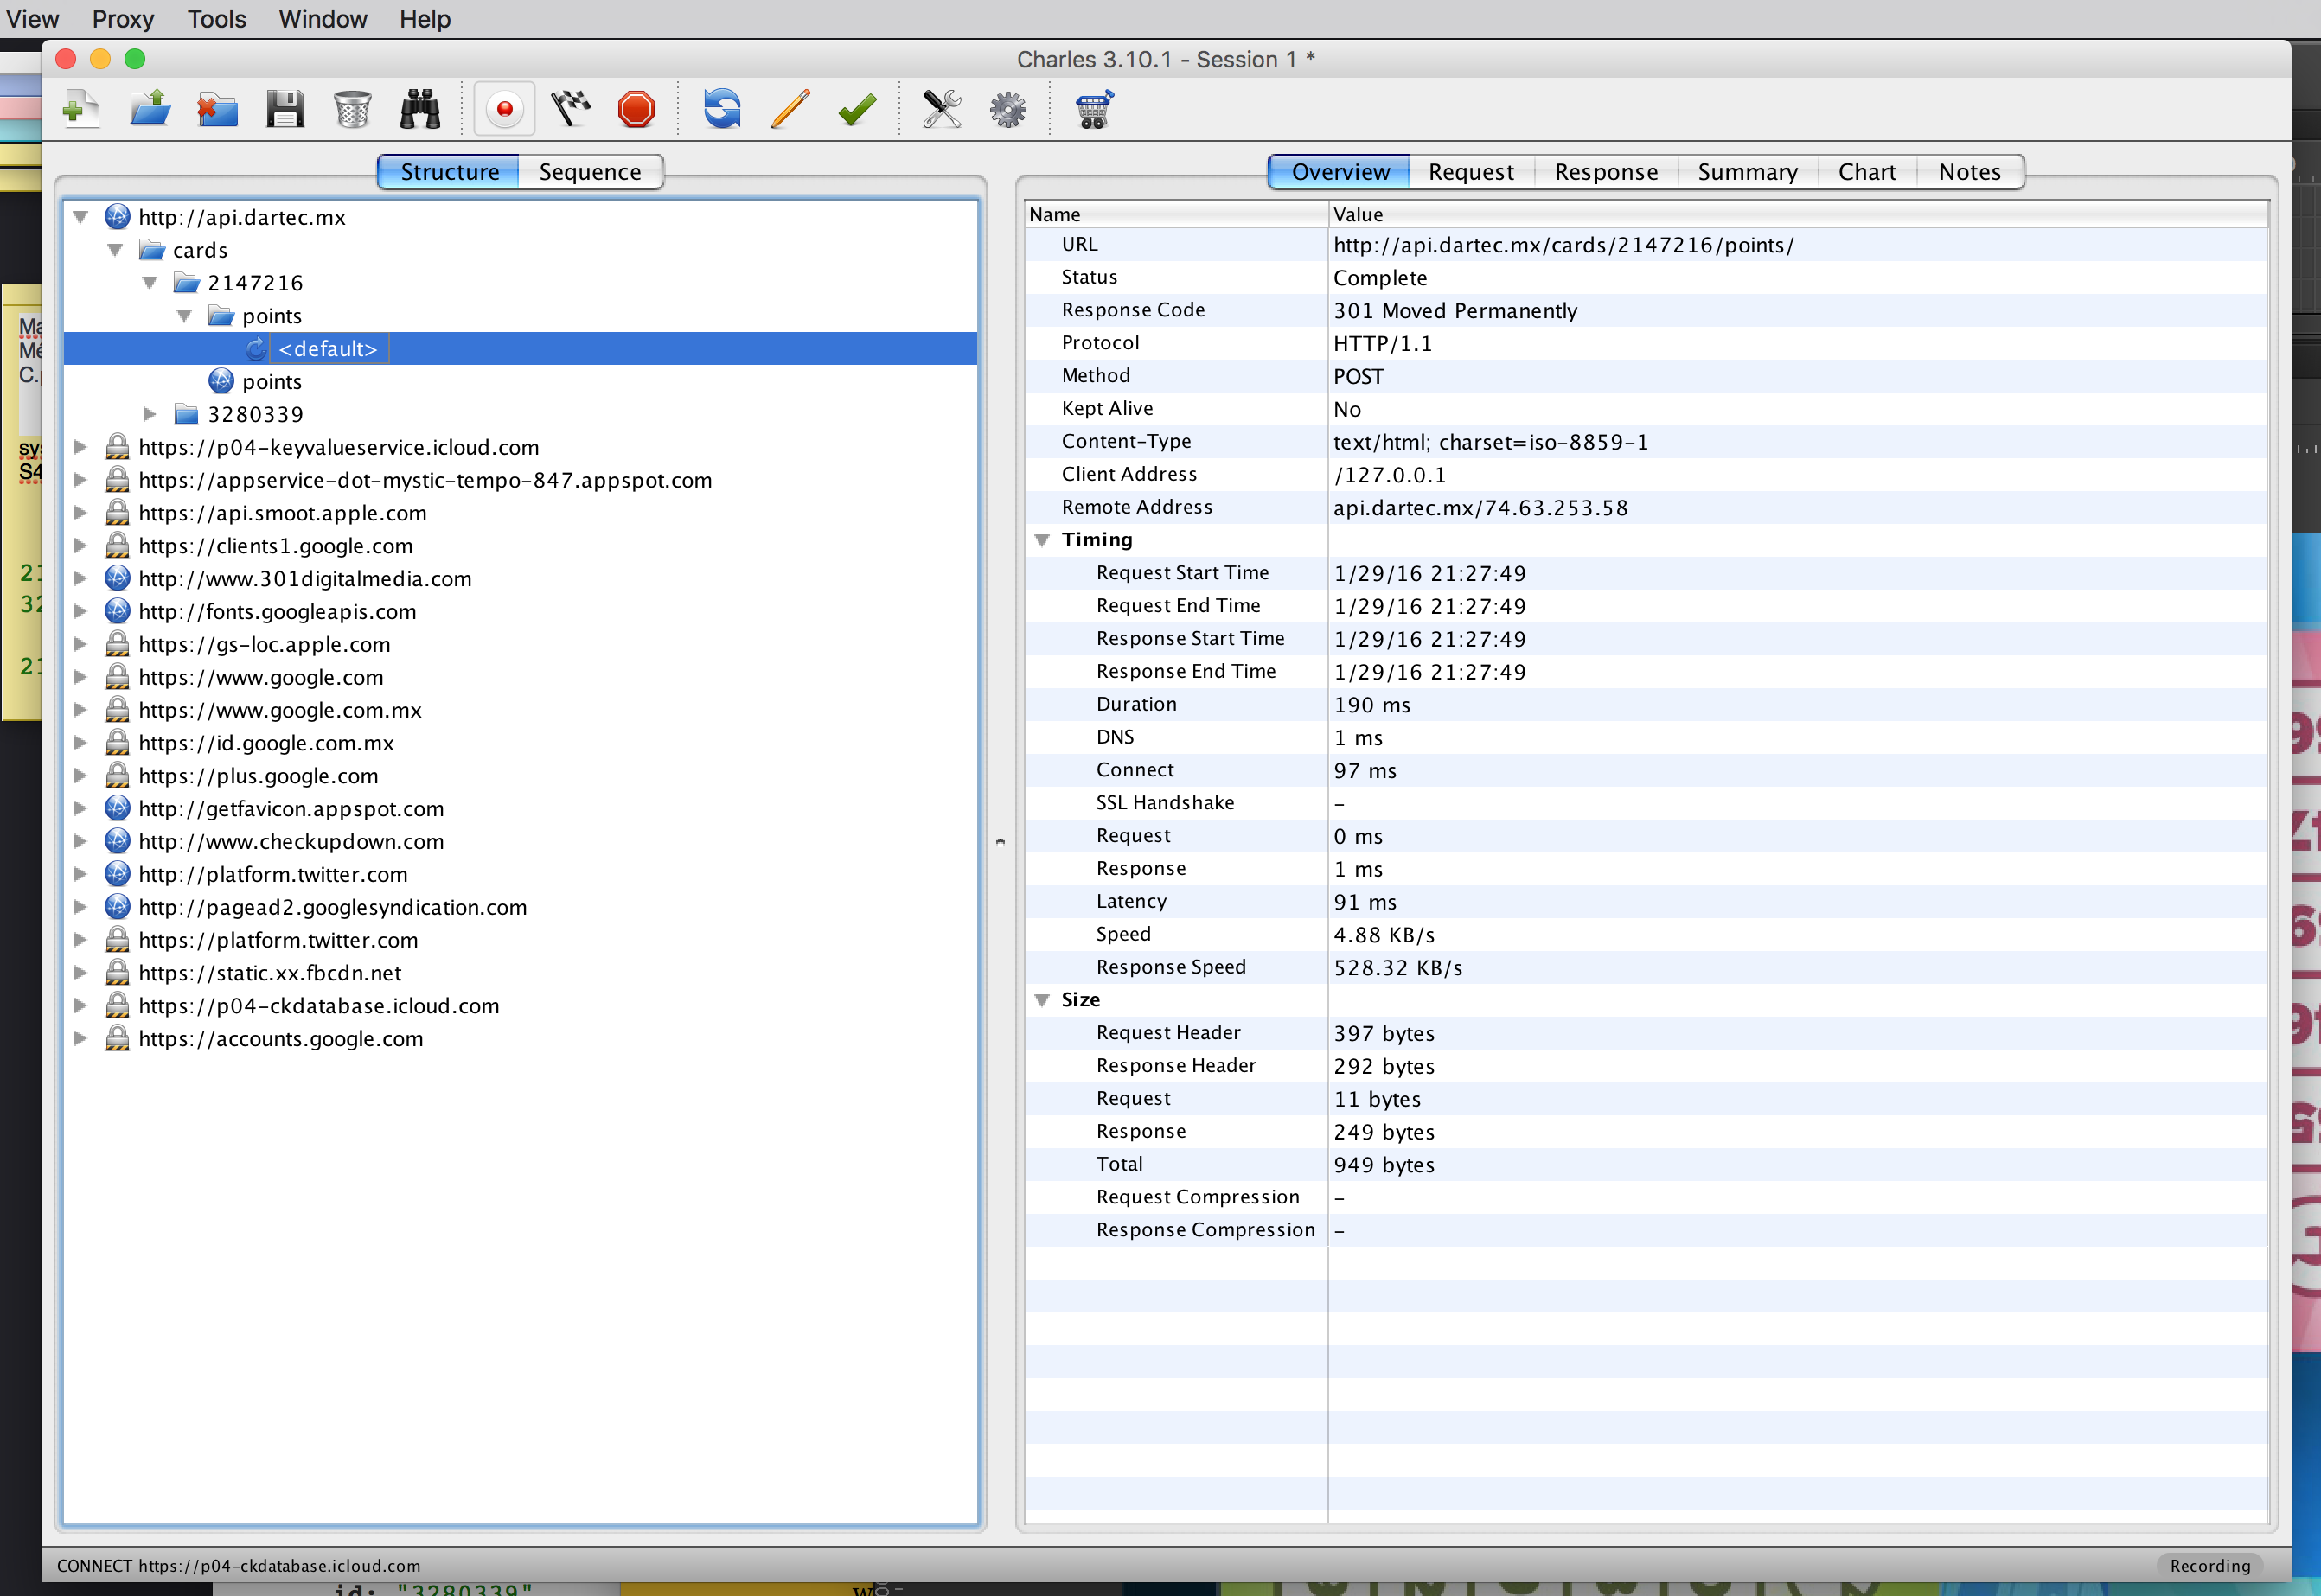 View Proxy Tools Window Help
Charles 3.10.1 - Session 1 *
Structure Sequence
http://api.dartec.mx
cards
2147216
points
<default>
points
3280339
https://p04-keyvalueservice.icloud.com
https://appservice-dot-mystic-tempo-847.appspot.com
https://api.smoot.apple.com
https://clients1.google.com
http://www.301digitalmedia.com
http://fonts.googleapis.com
https://gs-loc.apple.com
https://www.google.com
https://www.google.com.mx
https://id.google.com.mx
https://plus.google.com
http://getfavicon.appspot.com
http://www.checkupdown.com
http://platform.twitter.com
http://pagead2.googlesyndication.com
https://platform.twitter.com
https://static.xx.fbcdn.net
https://p04-ckdatabase.icloud.com
https://accounts.google.com
Overview Request Response Summary Chart Notes
Name Value
URL http://api.dartec.mx/cards/2147216/points/
Status Complete
Response Code 301 Moved Permanently
Protocol HTTP/1.1
Method POST
Kept Alive No
Content-Type text/html; charset=iso-8859-1
Client Address /127.0.0.1
Remote Address api.dartec.mx/74.63.253.58
Timing
Request Start Time 1/29/16 21:27:49
Request End Time 1/29/16 21:27:49
Response Start Time 1/29/16 21:27:49
Response End Time 1/29/16 21:27:49
Duration 190 ms
DNS 1 ms
Connect 97 ms
SSL Handshake -
Request 0 ms
Response 1 ms
Latency 91 ms
Speed 4.88 KB/s
Response Speed 528.32 KB/s
Size
Request Header 397 bytes
Response Header 292 bytes
Request 11 bytes
Response 249 bytes
Total 949 bytes
Request Compression -
Response Compression -
CONNECT https://p04-ckdatabase.icloud.com Recording
id: "3280339"